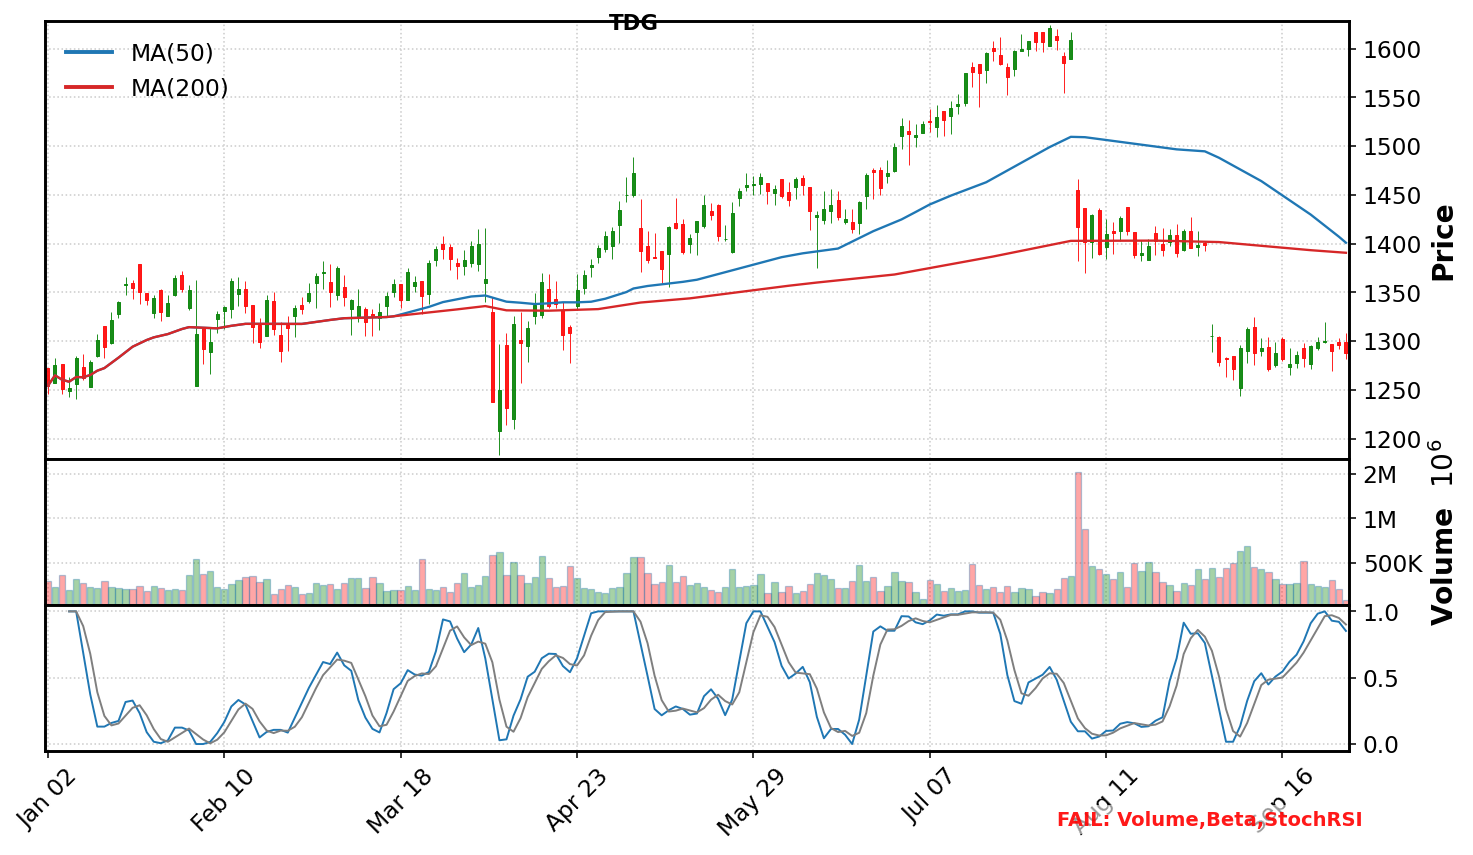 TDG
MA(50)
MA(200)
1600
1550
1500
1450
1400
1350
1300
1250
1200
Price
2M
1M
500K
Volume 10^6
1.0
0.5
0.0
Jan 02
Feb 10
Mar 18
Apr 23
May 29
Jul 07
Aug 11
Sep 16
FAIL: Volume,Beta,StochRSI